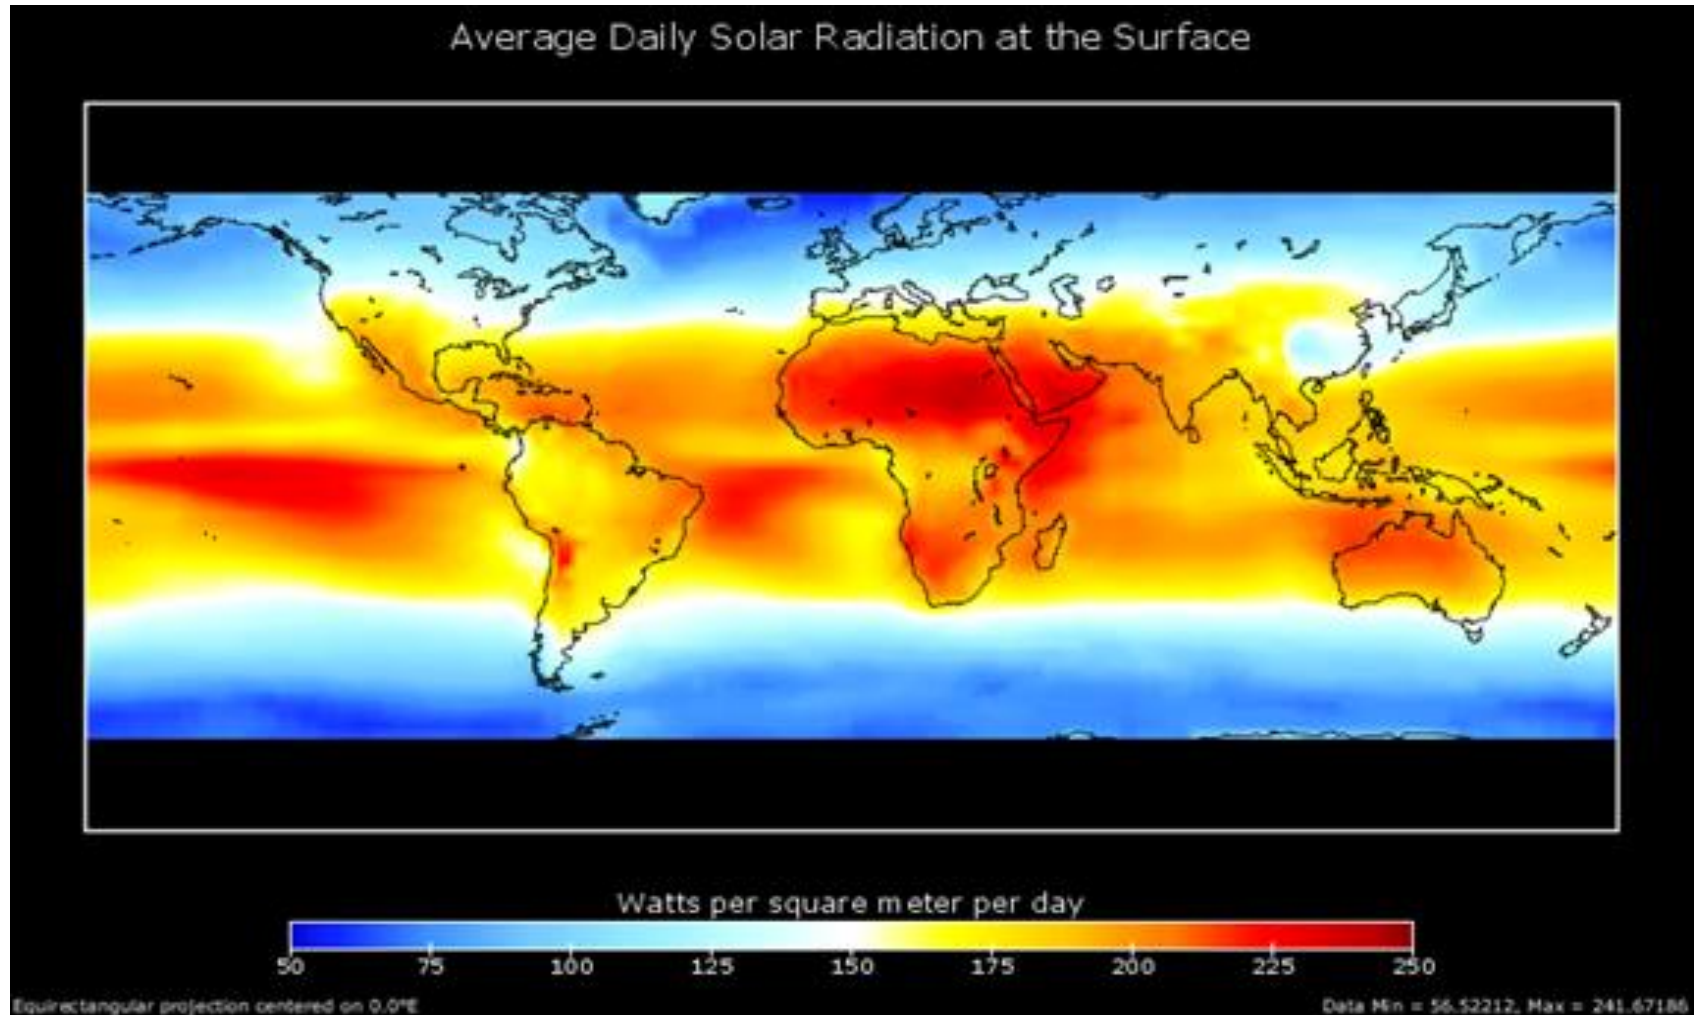 Average Daily Solar Radiation at the Surface
Watts per square meter per day
50 75 100 125 150 175 200 225 250
Equirectangular projection centered on 0.0°E
Data Min = 56.52212, Max = 241.67186